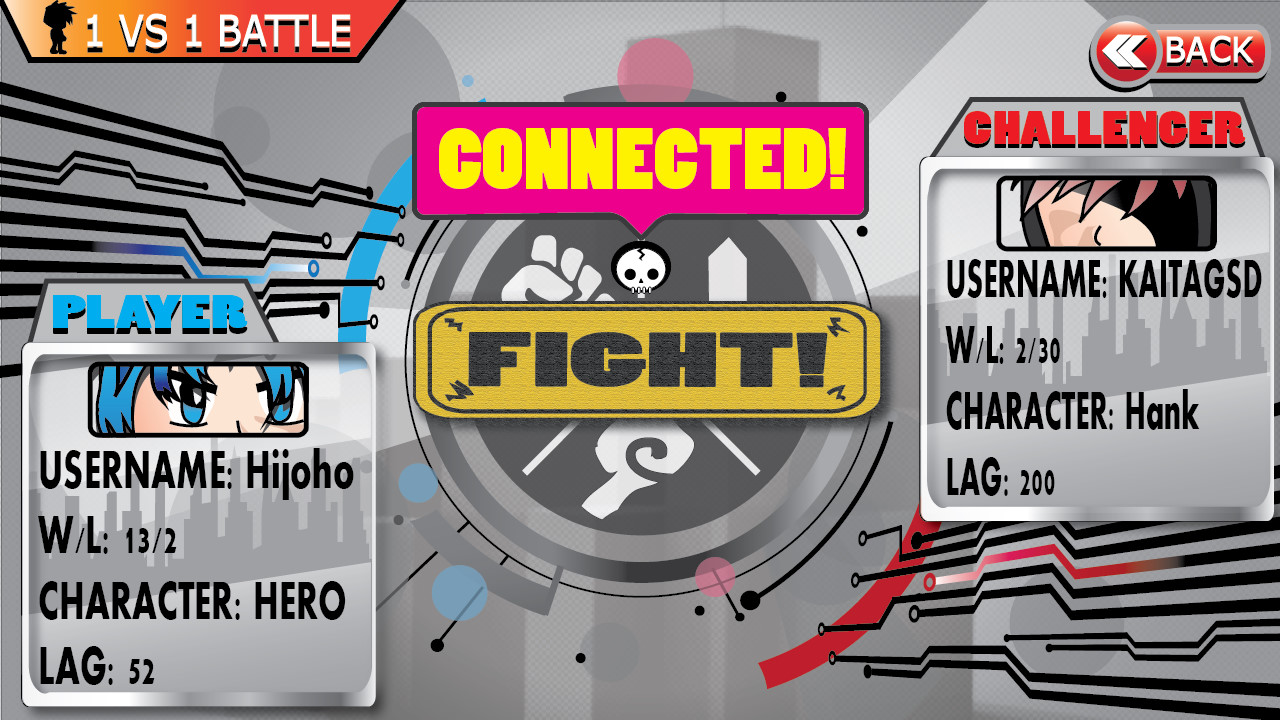 1 VS 1 BATTLE
BACK
CONNECTED!
FIGHT!
PLAYER
USERNAME: Hijoho
W/L: 13/2
CHARACTER: HERO
LAG: 52
CHALLENGER
USERNAME: KAITAGSD
W/L: 2/30
CHARACTER: Hank
LAG: 200